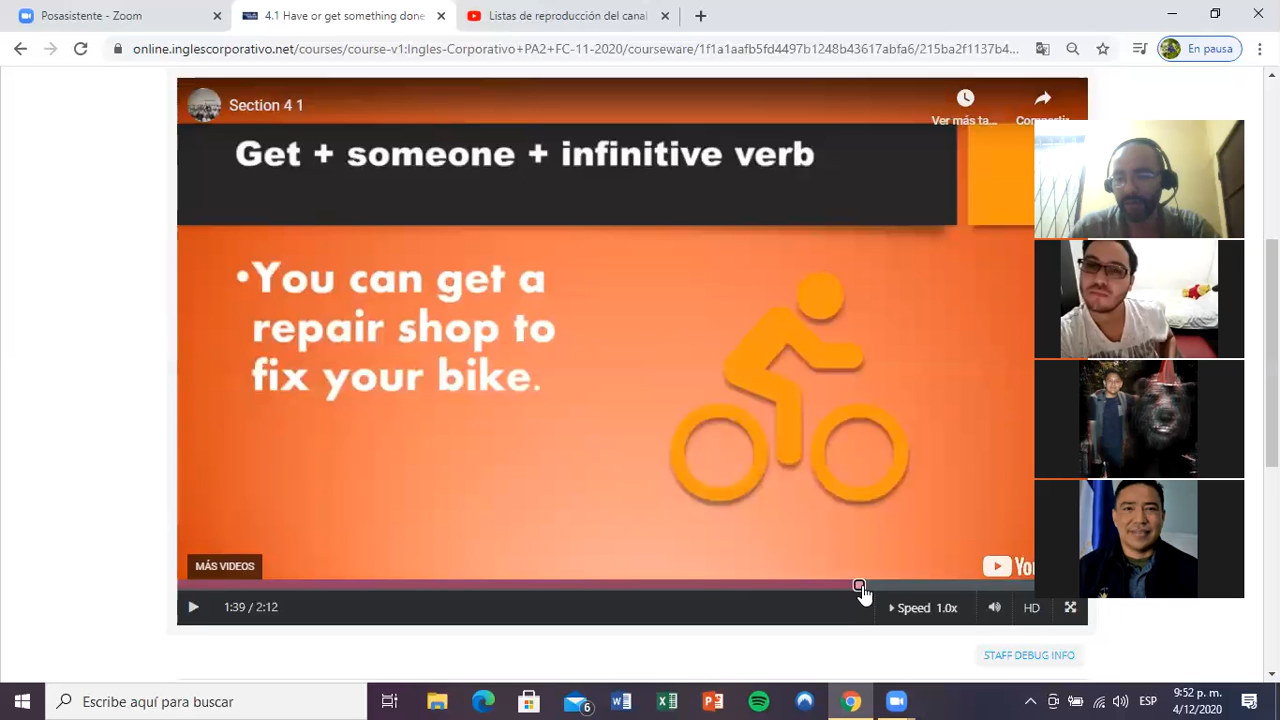 Posasistente - Zoom
4.1 Have or get something done
Listas de reproducción del canal
online.inglescorporativo.net/courses/course-v1:Ingles-Corporativo+PA2+FC-11-2020/courseware/1f1a1aafb5fd4497b1248b43617abfa6/215ba2f1137b4...
En pausa
Section 4 1
Ver más ta...
Compartir
Get + someone + infinitive verb
•You can get a
repair shop to
fix your bike.
MÁS VIDEOS
1:39 / 2:12
Speed 1.0x
HD
STAFF DEBUG INFO
Escribe aquí para buscar
6
ESP
9:52 p. m.
4/12/2020